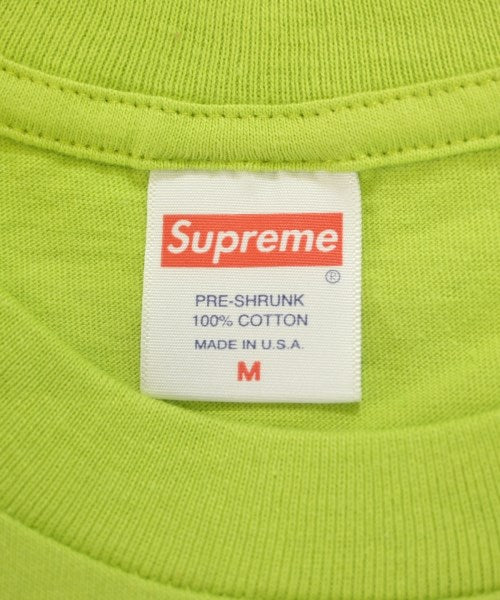 Supreme
®
PRE-SHRUNK
100% COTTON
MADE IN U.S.A.
M